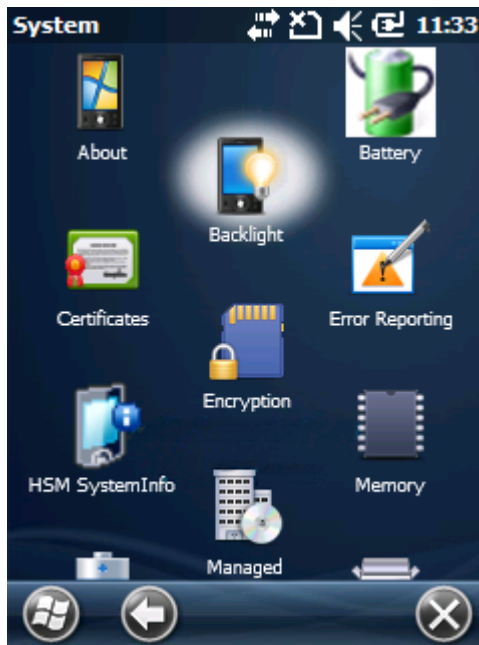 System 11:33
About
Battery
Backlight
Certificates
Error Reporting
Encryption
HSM SystemInfo
Memory
Managed